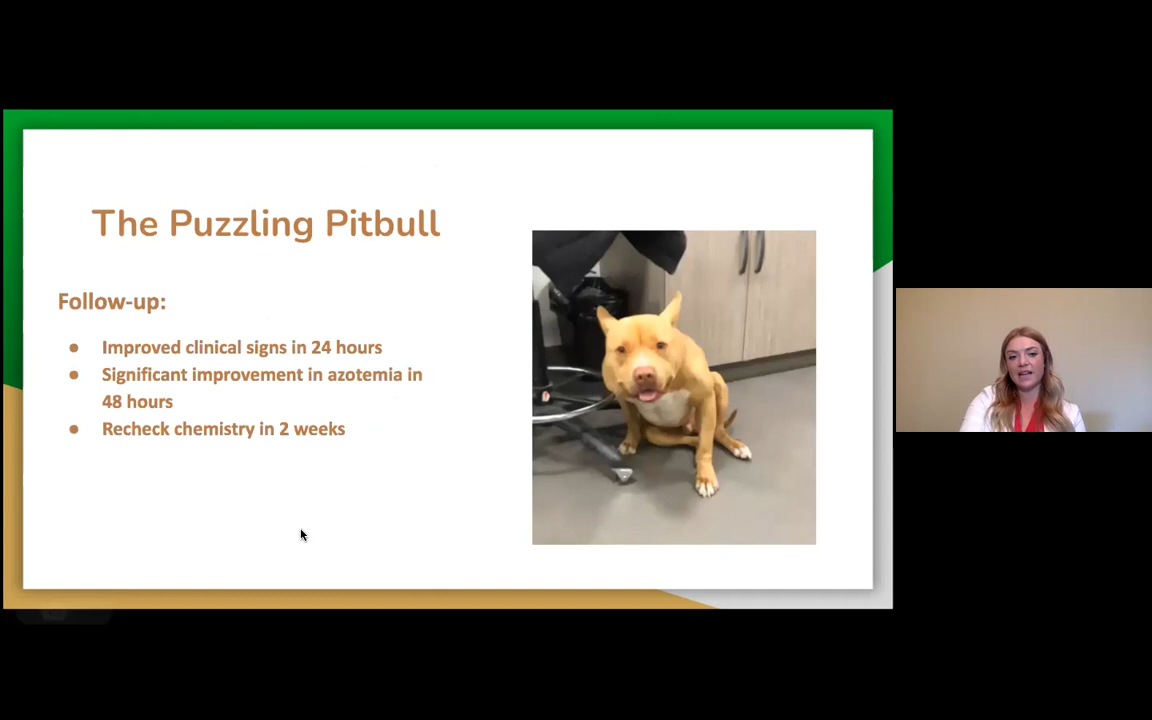 The Puzzling Pitbull
Follow-up:
● Improved clinical signs in 24 hours
● Significant improvement in azotemia in
48 hours
● Recheck chemistry in 2 weeks